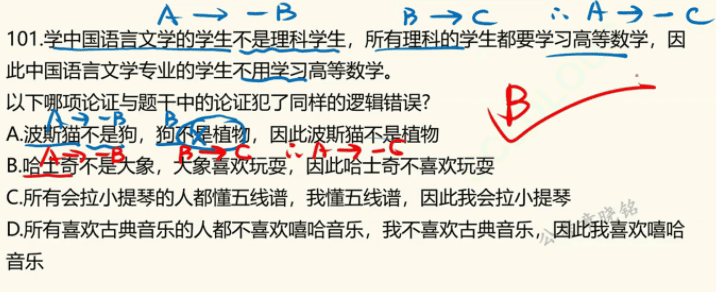 A → −B B → C ∴ A → − C
101.学中国语言文学的学生不是理科学生，所有理科的学生都要学习高等数学，因
此中国语言文学专业的学生不用学习高等数学。
以下哪项论证与题干中的论证犯了同样的逻辑错误?
A → −B B
A.波斯猫不是狗，狗不是植物，因此波斯猫不是植物
A → −B B → C ∴ A → − C
B.哈士奇不是大象，大象喜欢玩耍，因此哈士奇不喜欢玩耍
B
C.所有会拉小提琴的人都懂五线谱，我懂五线谱，因此我会拉小提琴
D.所有喜欢古典音乐的人都不喜欢嘻哈音乐，我不喜欢古典音乐，因此我喜欢嘻哈
音乐